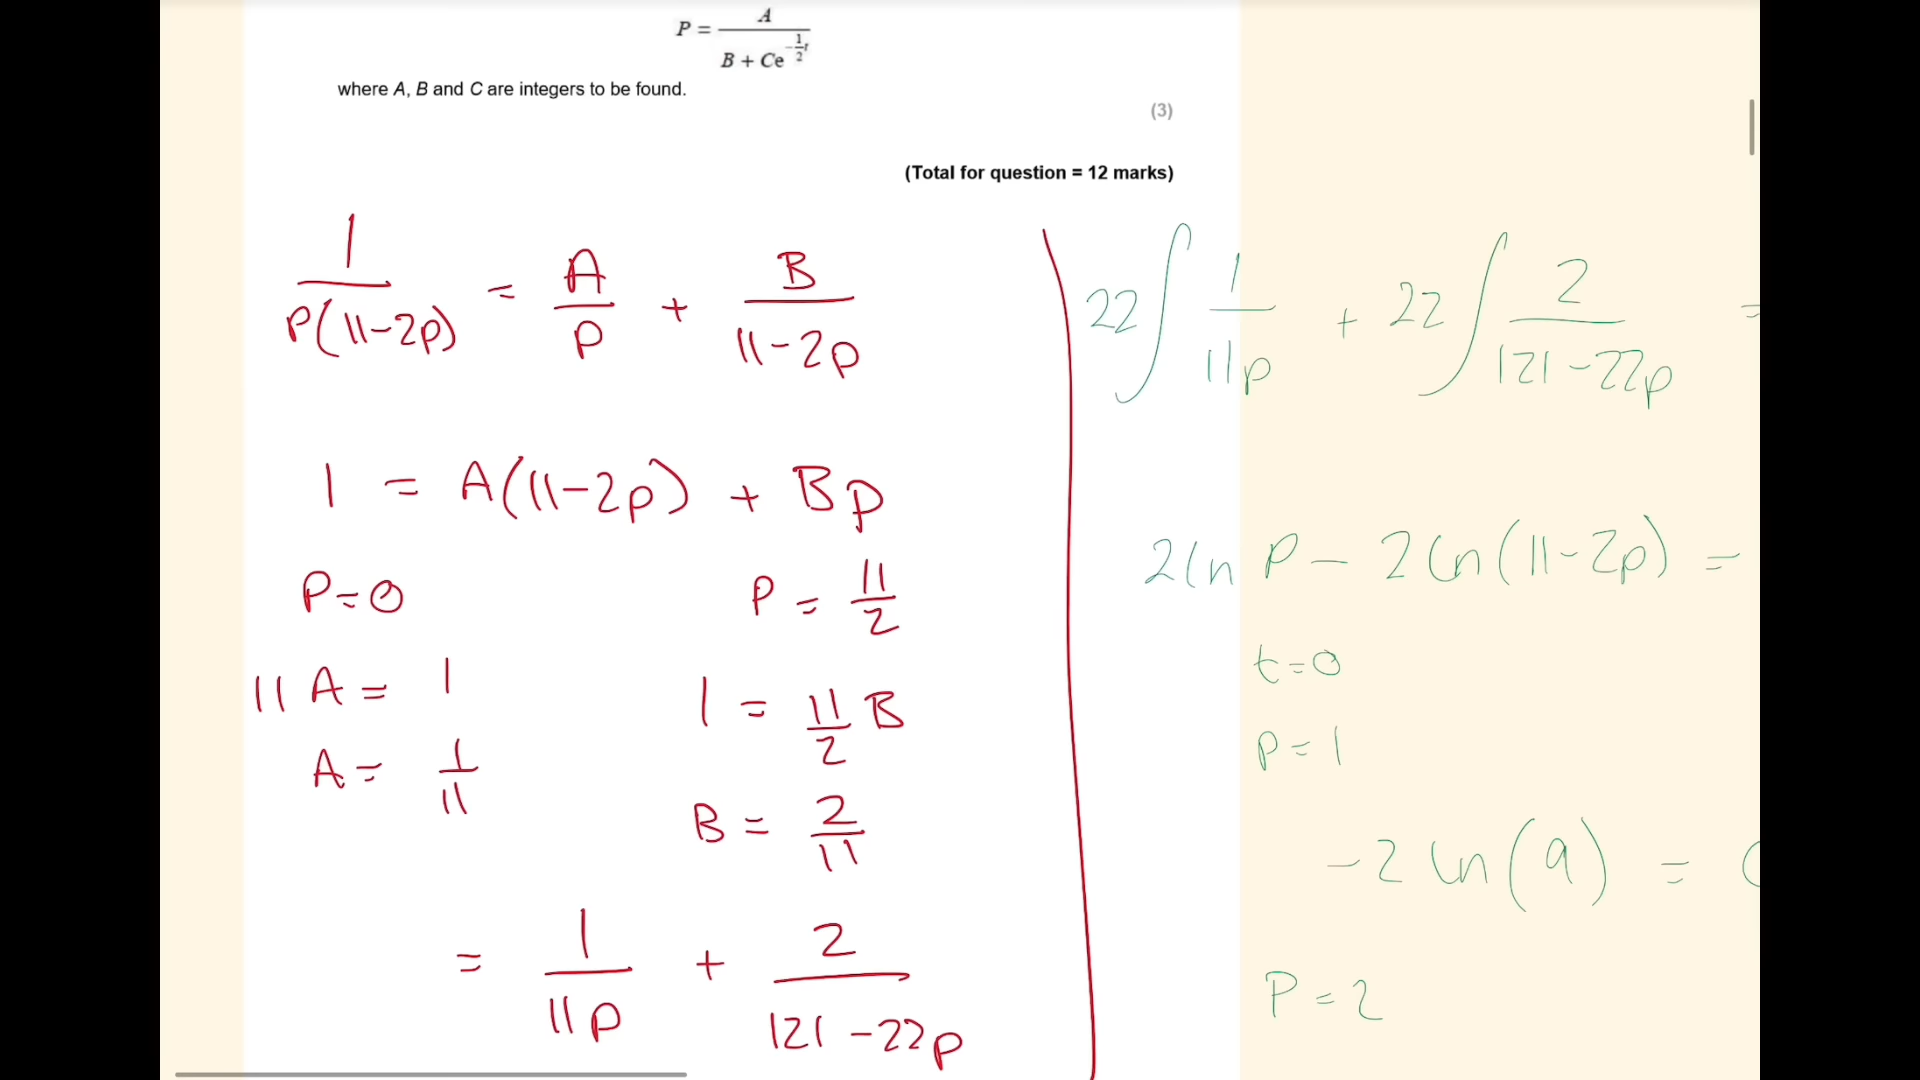 P = A / (B + Ce^(-1/2 t))
where A, B and C are integers to be found.
(3)
(Total for question = 12 marks)
1 / P(11-2p) = A / P + B / 11-2p
1 = A(11-2p) + Bp
P=0
P = 11/2
11A = 1
1 = 11/2 B
A = 1/11
B = 2/11
= 1 / 11p + 2 / 121-22p
22 ∫ 1 / 11p + 22 ∫ 2 / 121-22p =
2ln P - 2ln(11-2p) =
t=0
p=1
-2 ln(9) =
P=2